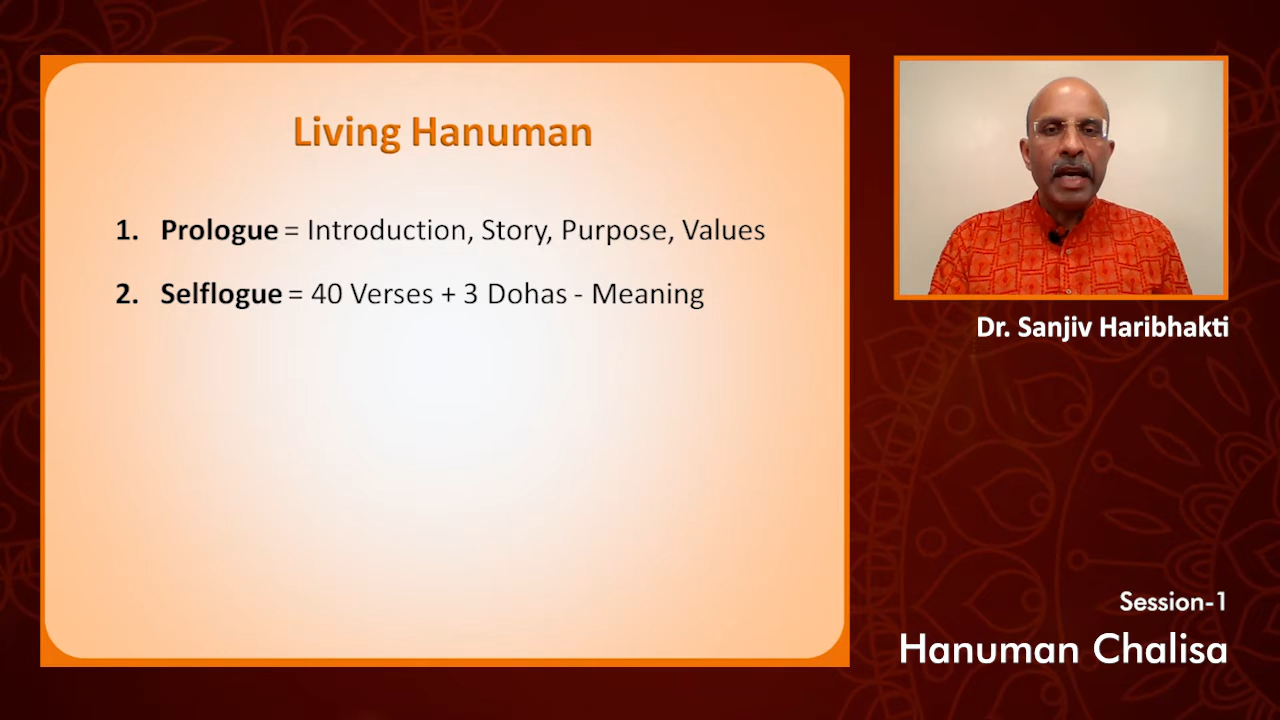 Living Hanuman
1. Prologue = Introduction, Story, Purpose, Values
2. Selflogue = 40 Verses + 3 Dohas - Meaning
Dr. Sanjiv Haribhakti
Session-1
Hanuman Chalisa